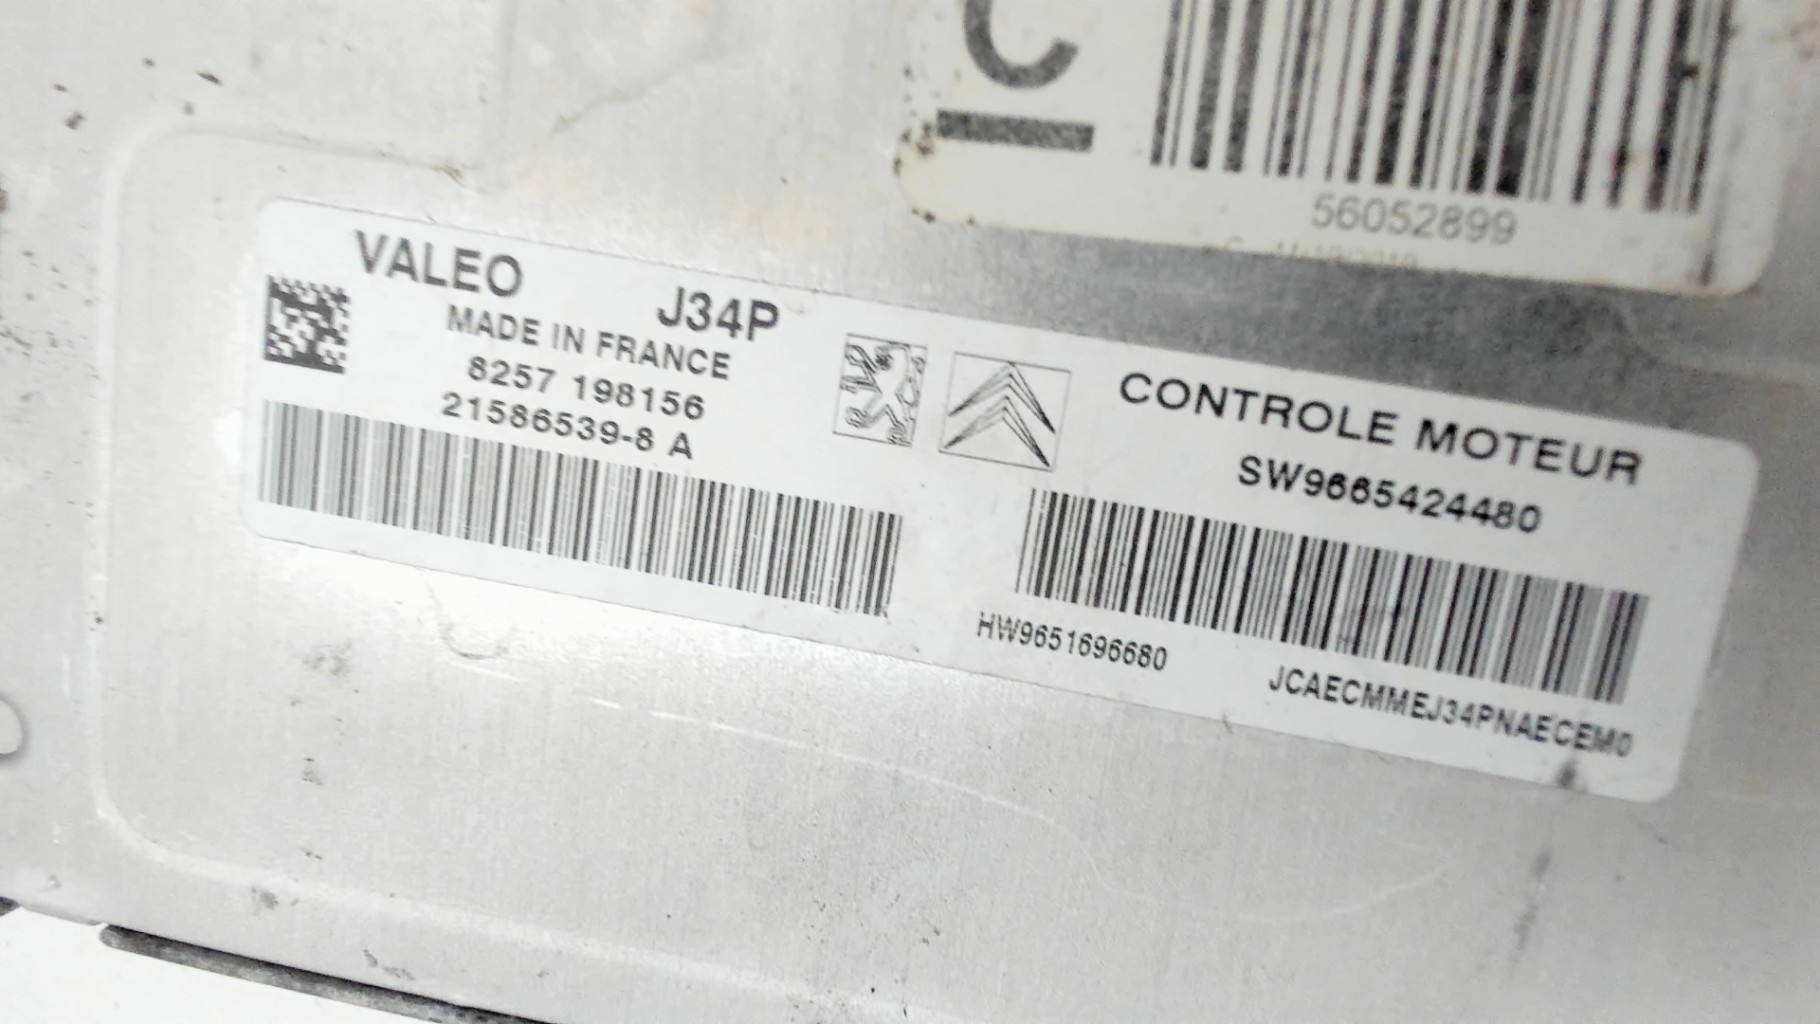 56052899
VALEO J34P
MADE IN FRANCE
8257 198156
21586539-8 A
CONTROLE MOTEUR
SW9665424480
HW9651696680
JCAECMMEJ34PNAECEM0